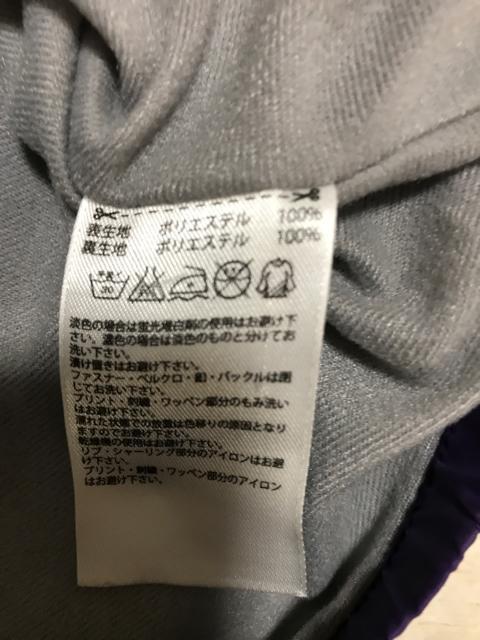 表生地 ポリエステル 100%
裏生地 ポリエステル 100%
手洗イ
30
淡色の場合は蛍光増白剤の使用はお避け下
さい。濃色の場合は淡色のものと分けてお
洗い下さい。
漬け置きはお避け下さい。
ファスナー・ベルクロ・釦・バックルは閉
じてお洗い下さい。
プリント・刺繍・ワッペン部分のもみ洗い
はお避け下さい。
濡れた状態での放置は色移りの原因となり
ますのでお避け下さい。
乾燥機の使用はお避け下さい。
リブ・シャーリング部分のアイロンはお避
け下さい。
プリント・刺繍・ワッペン部分のアイロン
はお避け下さい。